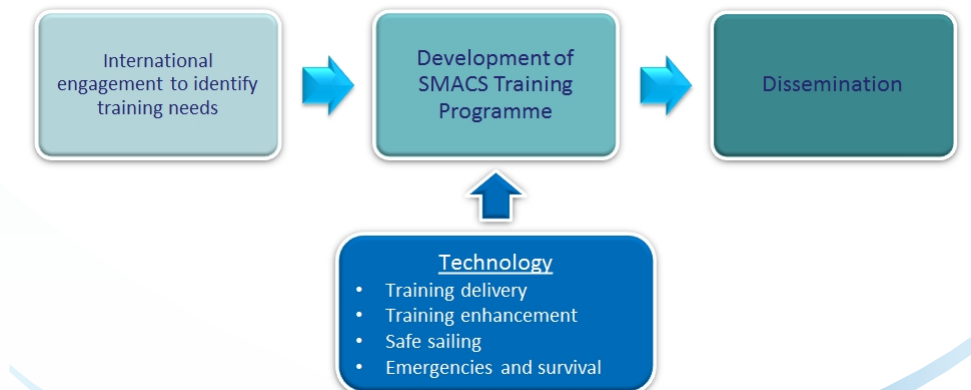 International
engagement to identify
training needs
Development of
SMACS Training
Programme
Dissemination
Technology
• Training delivery
• Training enhancement
• Safe sailing
• Emergencies and survival